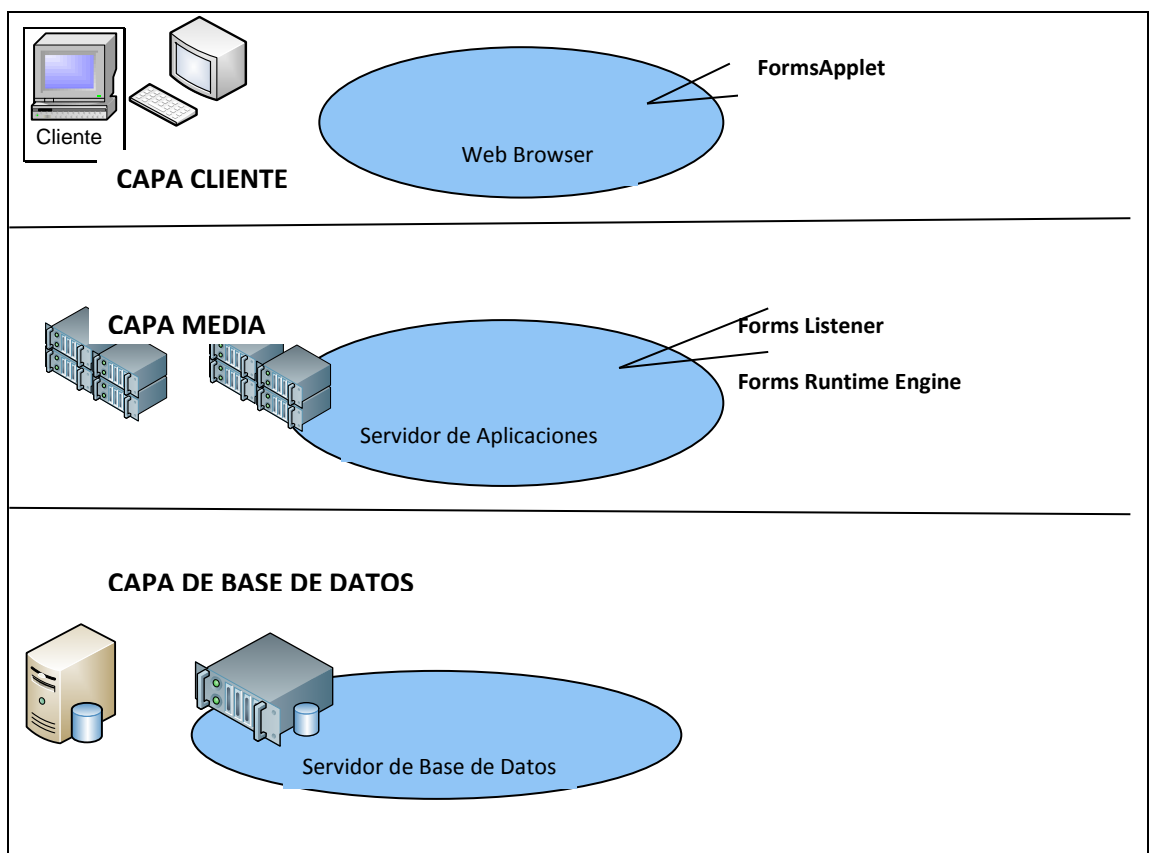 FormsApplet
Cliente
Web Browser
CAPA CLIENTE
CAPA MEDIA
Forms Listener
Forms Runtime Engine
Servidor de Aplicaciones
CAPA DE BASE DE DATOS
Servidor de Base de Datos